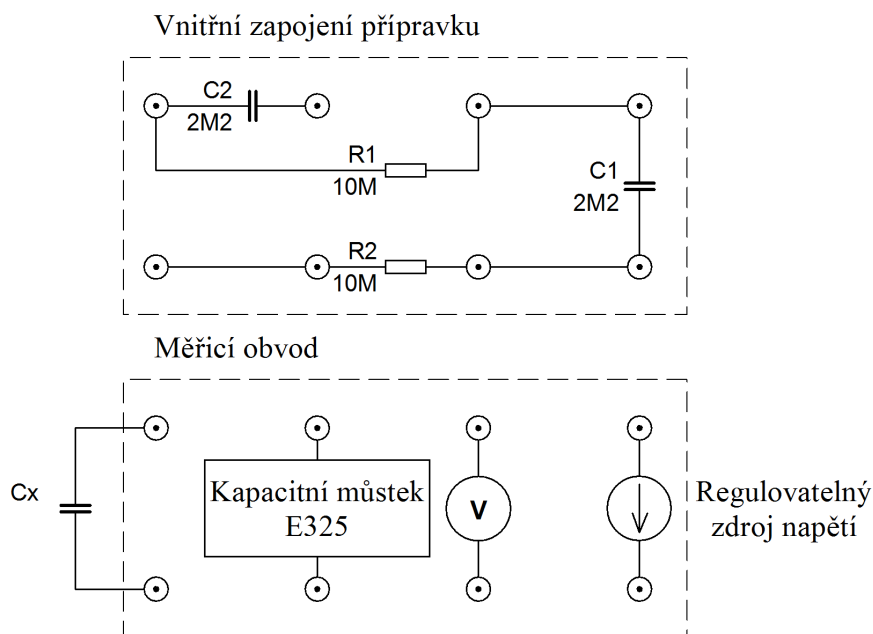 Vnitřní zapojení přípravku
C2
2M2
R1
10M
C1
2M2
R2
10M
Měřicí obvod
Cx
Kapacitní můstek
E325
V
Regulovatelný
zdroj napětí